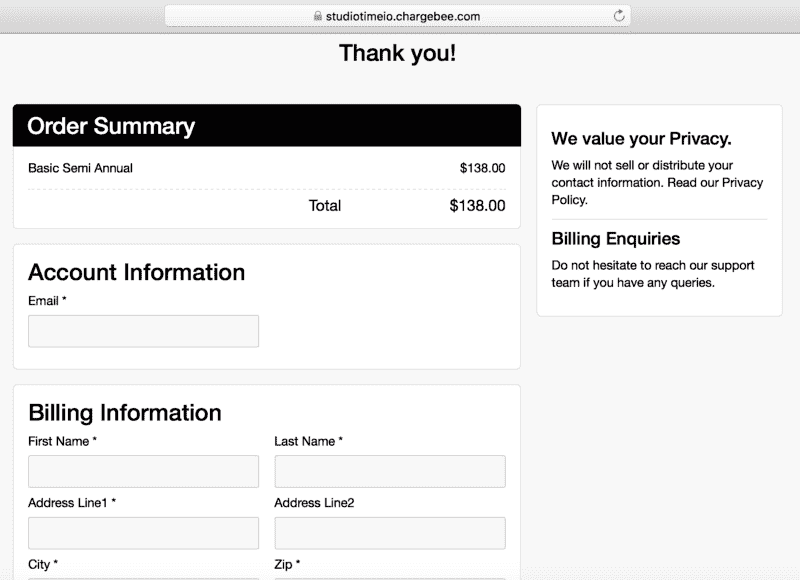 studiotimeio.chargebee.com
Thank you!
Order Summary
Basic Semi Annual $138.00
Total $138.00
Account Information
Email *
Billing Information
First Name * Last Name *
Address Line1 * Address Line2
City * Zip *
We value your Privacy.
We will not sell or distribute your
contact information. Read our Privacy
Policy.
Billing Enquiries
Do not hesitate to reach our support
team if you have any queries.